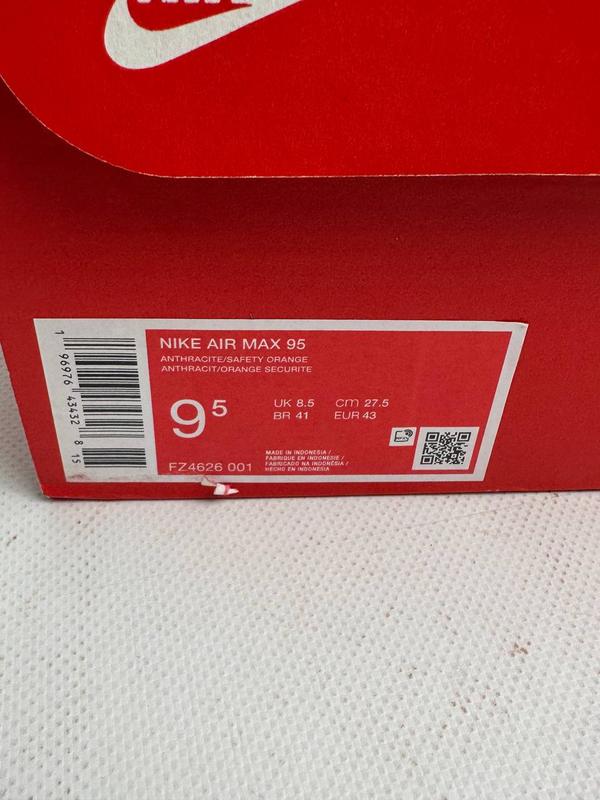 NIKE AIR MAX 95
ANTHRACITE/SAFETY ORANGE
ANTHRACIT/ORANGE SECURITE
9⁵
UK 8.5 cm 27.5
BR 41 EUR 43
FZ4626 001
MADE IN INDONESIA /
FABRIQUE EN INDONESIE /
FABRICADO NA INDONÉSIA /
HECHO EN INDONESIA
1 96976 43432 8 15